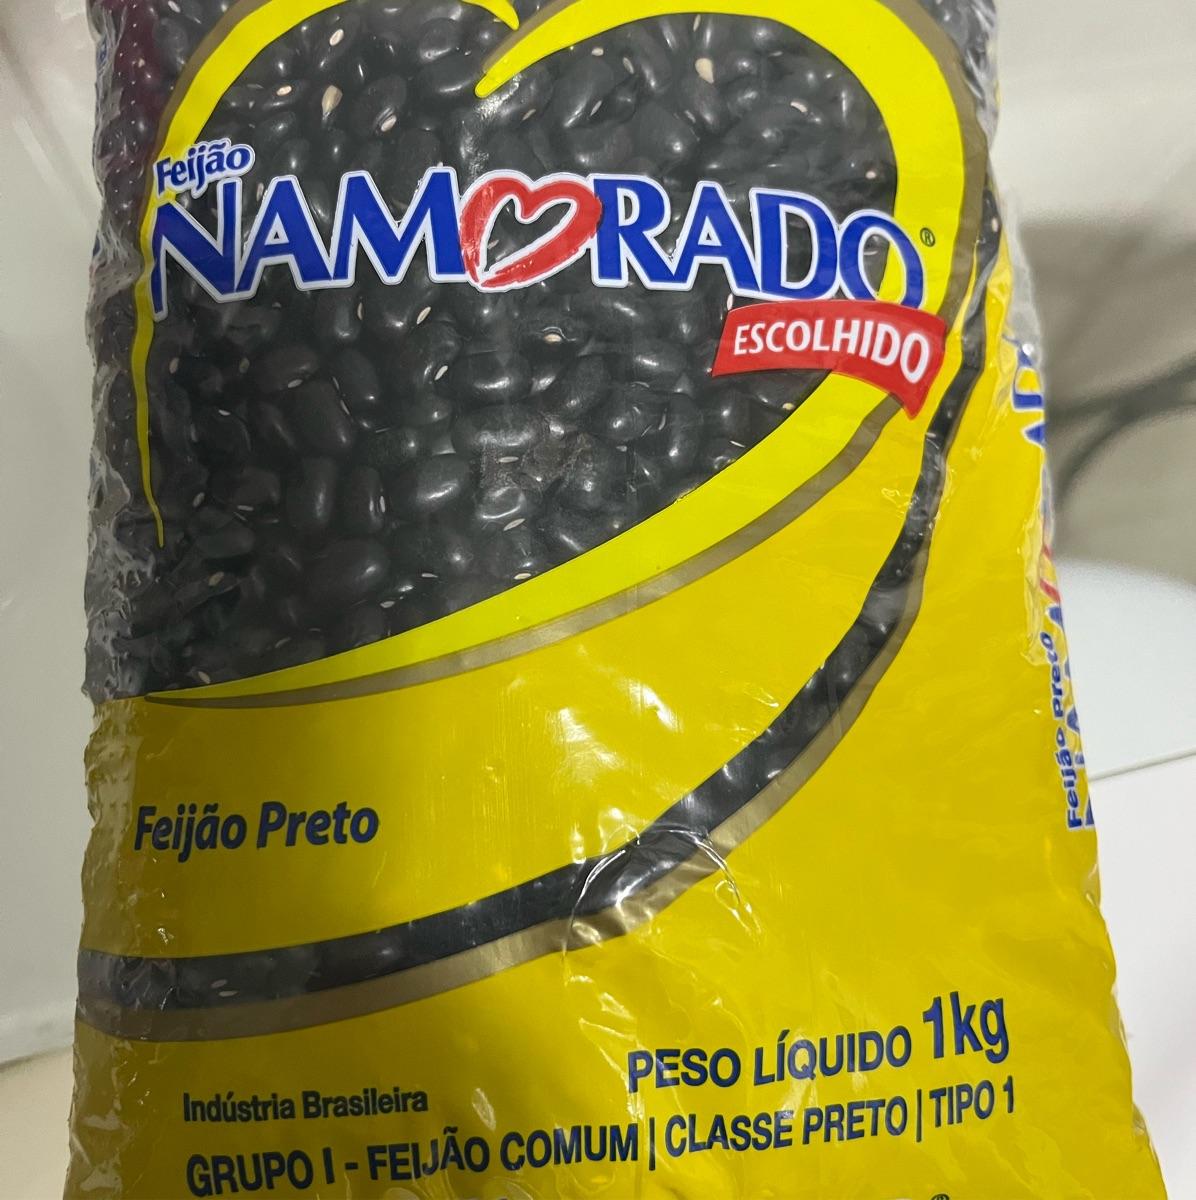 Feijão
NAMORADO®
ESCOLHIDO
Feijão Preto
Feijão Preto
PESO LÍQUIDO 1kg
Indústria Brasileira
GRUPO I - FEIJÃO COMUM | CLASSE PRETO | TIPO 1